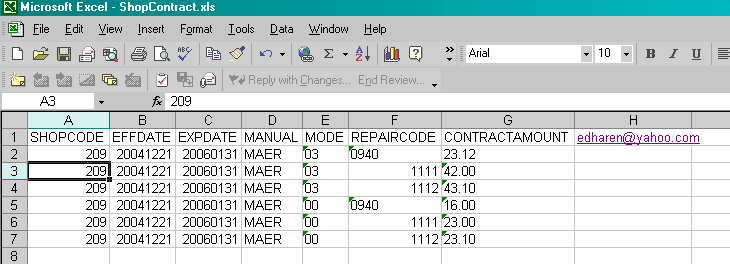 Microsoft Excel - ShopContract.xls
File Edit View Insert Format Tools Data Window Help
Arial 10 B I U
Reply with Changes... End Review...
A3 fx 209
A B C D E F G H
1 SHOPCODE EFFDATE EXPDATE MANUAL MODE REPAIRCODE CONTRACTAMOUNT edharen@yahoo.com
2 209 20041221 20060131 MAER 03 0940 23.12
3 209 20041221 20060131 MAER 03 1111 42.00
4 209 20041221 20060131 MAER 03 1112 43.10
5 209 20041221 20060131 MAER 00 0940 16.00
6 209 20041221 20060131 MAER 00 1111 23.00
7 209 20041221 20060131 MAER 00 1112 23.10
8